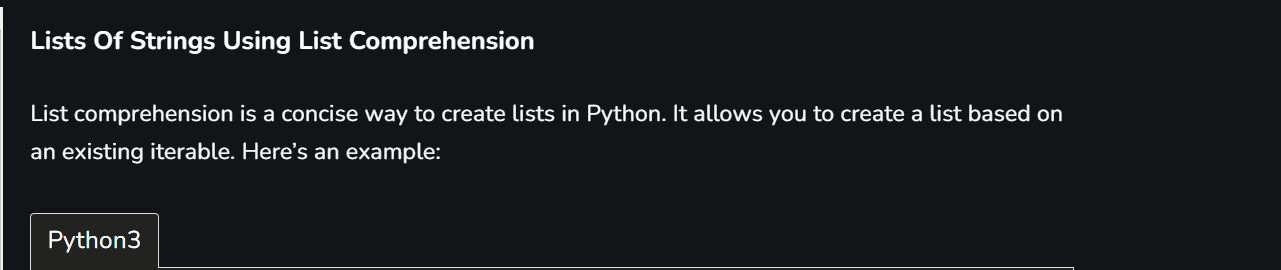 Lists Of Strings Using List Comprehension
List comprehension is a concise way to create lists in Python. It allows you to create a list based on
an existing iterable. Here’s an example:
Python3